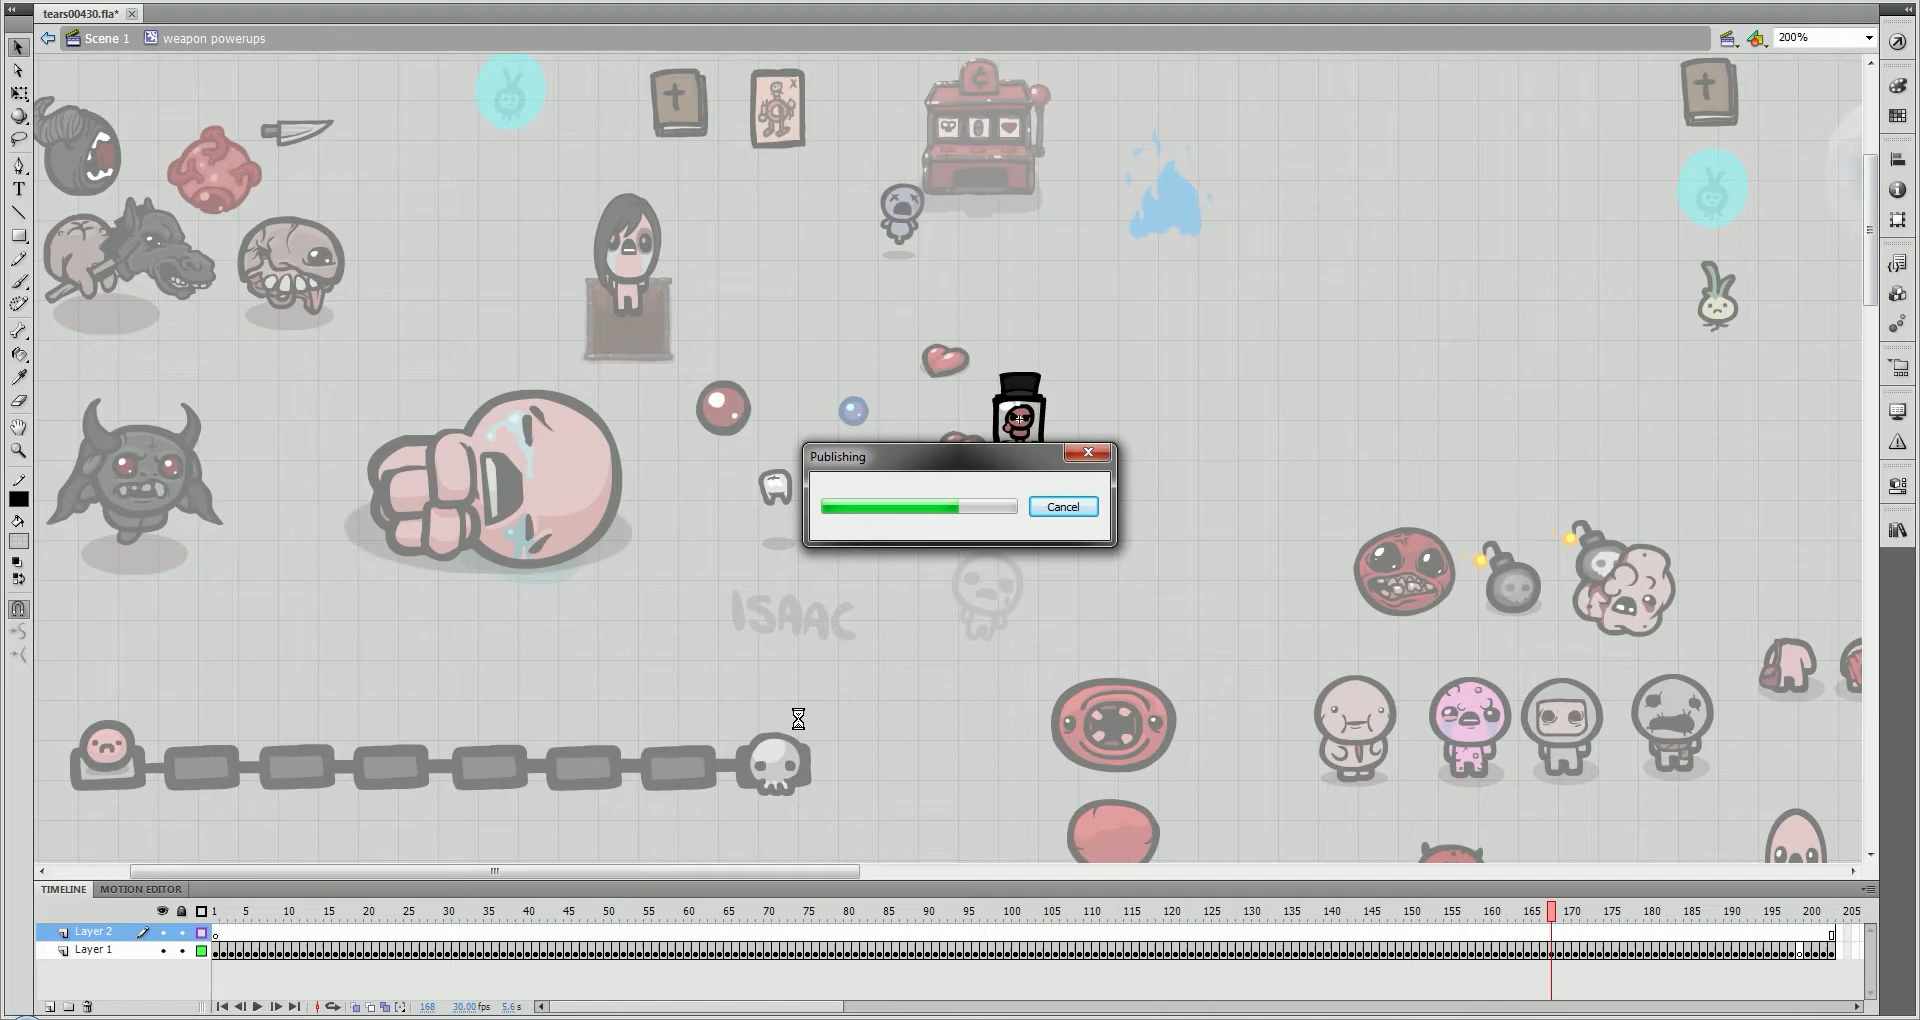 tears00430.fla*
Scene 1 weapon powerups 200%
T
X
¢
Publishing
Cancel
ISAAC
TIMELINE MOTION EDITOR
1 5 10 15 20 25 30 35 40 45 50 55 60 65 70 75 80 85 90 95 100 105 110 115 120 125 130 135 140 145 150 155 160 165 170 175 180 185 190 195 200 205
Layer 2
Layer 1
168 30.00fps 5.6s